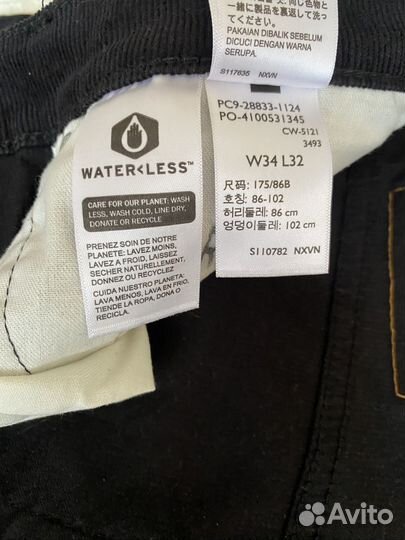 一緒に製品を裏返して洗っ
PAKAIAN DIBALIK SEBELUM
DICUCI DENGAN WARNA
SERUPA.
S117635 NXVN
PC9-28833-1124
PO-4100531345
CW-5121
3493
W34 L32
尺码: 175/86B
호칭: 86-102
허리둘레: 86 cm
엉덩이둘레: 102 cm
S110782 NXVN
WATER<LESS™
CARE FOR OUR PLANET: WASH
LESS, WASH COLD, LINE DRY,
DONATE OR RECYCLE
PRENEZ SOIN DE NOTRE
PLANÈTE: LAVEZ MOINS,
LAVEZ A FROID, LAISSEZ
SECHER NATURELLEMENT,
DONNEZ OU RECYCLEZ
CUIDA NUESTRO PLANETA:
LAVA MENOS, LAVA EN FRIO,
TIENDE LA ROPA, DONA O
RECICLA.
Avito